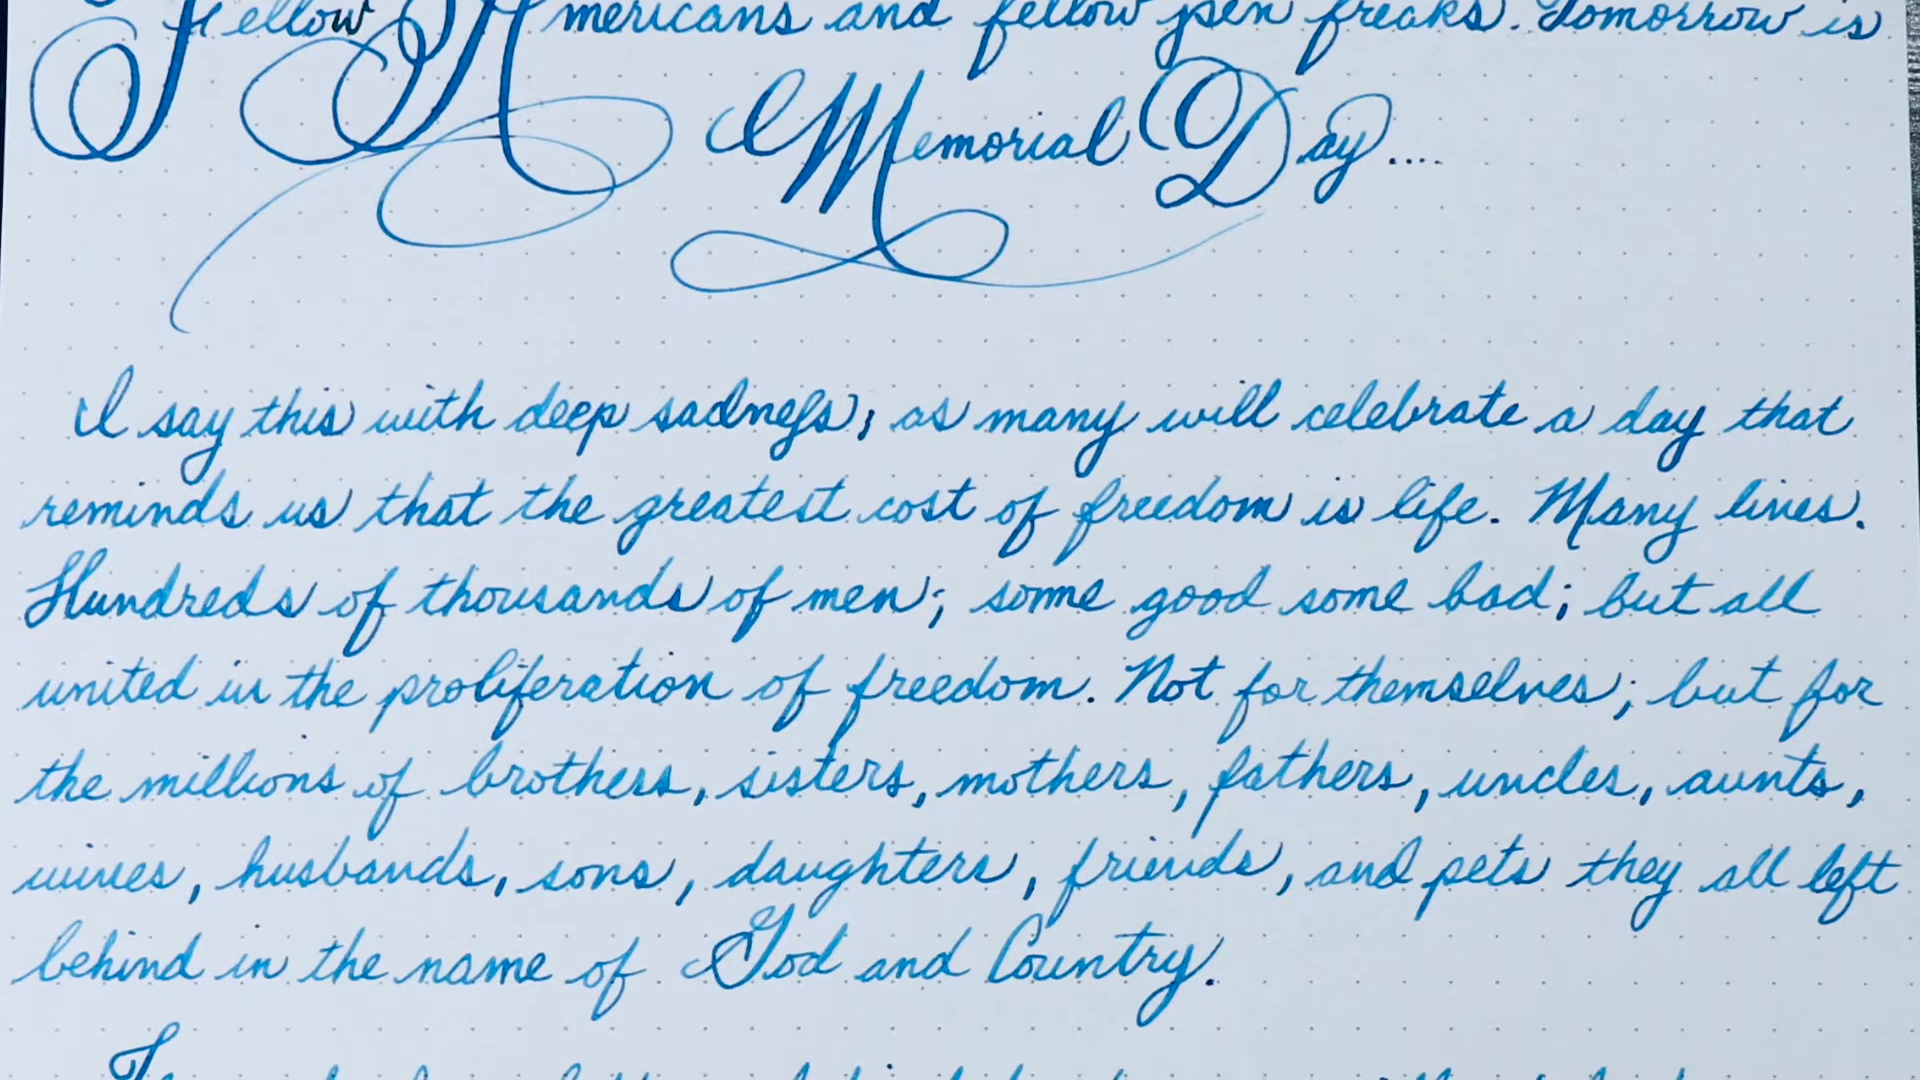 Fellow Americans and fellow pen freaks. Tomorrow is
Memorial Day....
I say this with deep sadness; as many will celebrate a day that
reminds us that the greatest cost of freedom is life. Many lives.
Hundreds of thousands of men; some good some bad; but all
united in the proliferation of freedom. Not for themselves; but for
the millions of brothers, sisters, mothers, fathers, uncles, aunts,
wives, husbands, sons, daughters, friends, and pets they all left
behind in the name of God and Country.